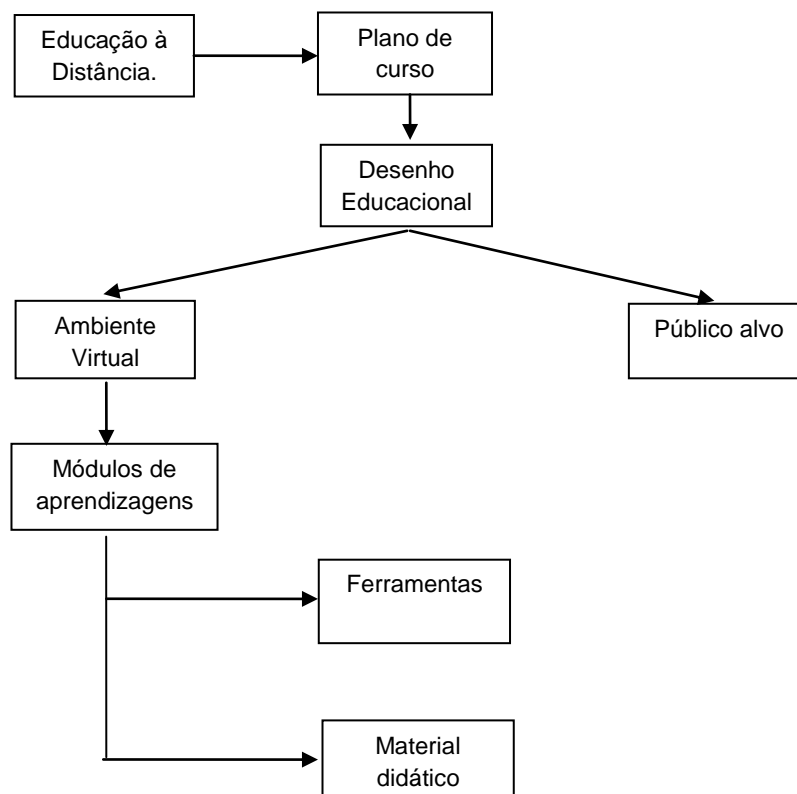 Educação à
Distância.
Plano de
curso
Desenho
Educacional
Ambiente
Virtual
Público alvo
Módulos de
aprendizagens
Ferramentas
Material
didático